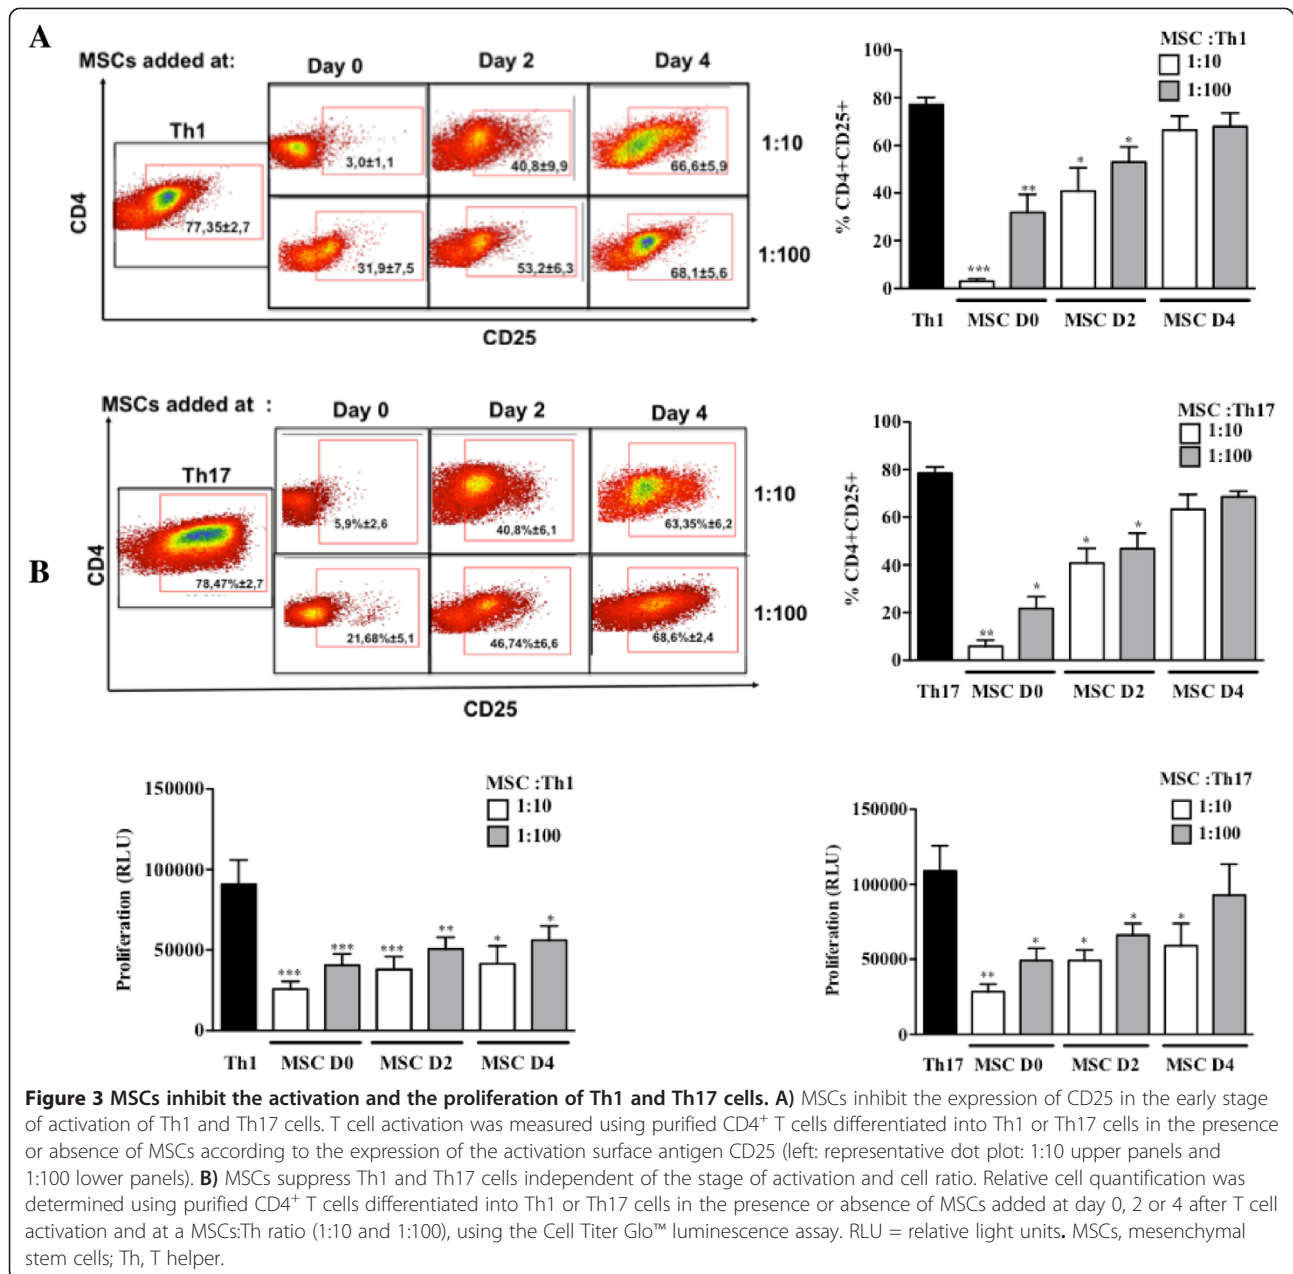 A
MSCs added at:
Day 0
Day 2
Day 4
Th1
77,35±2,7
3,0±1,1
40,8±9,9
66,6±5,9
1:10
31,9±7,5
53,2±6,3
68,1±5,6
1:100
CD4
CD25
MSC :Th1
1:10
1:100
% CD4+CD25+
100
80
60
40
20
0
***
**
*
*
Th1
MSC D0
MSC D2
MSC D4
MSCs added at :
Day 0
Day 2
Day 4
Th17
78,47%±2,7
5,9%±2,6
40,8%±6,1
63,35%±6,2
1:10
B
21,68%±5,1
46,74%±6,6
68,6%±2,4
1:100
CD4
CD25
MSC :Th17
1:10
1:100
% CD4+CD25+
100
80
60
40
20
0
**
*
*
*
Th17
MSC D0
MSC D2
MSC D4
MSC :Th1
1:10
1:100
Proliferation (RLU)
150000
100000
50000
0
***
***
***
**
*
*
Th1
MSC D0
MSC D2
MSC D4
MSC :Th17
1:10
1:100
Proliferation (RLU)
150000
100000
50000
0
**
*
*
*
*
Th17
MSC D0
MSC D2
MSC D4
Figure 3 MSCs inhibit the activation and the proliferation of Th1 and Th17 cells. A) MSCs inhibit the expression of CD25 in the early stage
of activation of Th1 and Th17 cells. T cell activation was measured using purified CD4⁺ T cells differentiated into Th1 or Th17 cells in the presence
or absence of MSCs according to the expression of the activation surface antigen CD25 (left: representative dot plot: 1:10 upper panels and
1:100 lower panels). B) MSCs suppress Th1 and Th17 cells independent of the stage of activation and cell ratio. Relative cell quantification was
determined using purified CD4⁺ T cells differentiated into Th1 or Th17 cells in the presence or absence of MSCs added at day 0, 2 or 4 after T cell
activation and at a MSCs:Th ratio (1:10 and 1:100), using the Cell Titer Glo™ luminescence assay. RLU = relative light units. MSCs, mesenchymal
stem cells; Th, T helper.